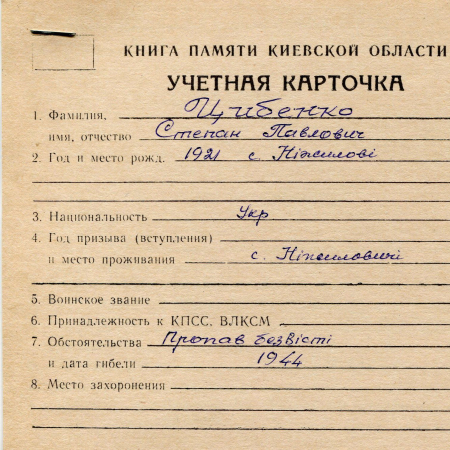 КНИГА ПАМЯТИ КИЕВСКОЙ ОБЛАСТИ
УЧЕТНАЯ КАРТОЧКА
1. Фамилия, Цибенко
имя, отчество Степан Павлович
2. Год и место рожд. 1921 с. Ніжилові
3. Национальность Укр
4. Год призыва (вступления)
и место проживания с. Ніжиловичі
5. Воинское звание
6. Принадлежность к КПСС, ВЛКСМ
7. Обстоятельства Пропав безвісті
и дата гибели 1944
8. Место захоронения